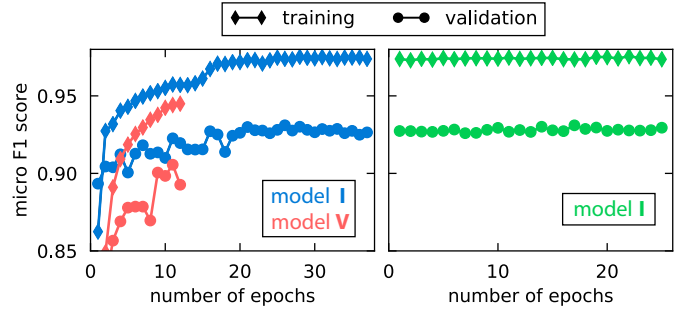 training validation
micro F1 score
0.95
0.90
0.85
model I
model V
0 10 20 30
number of epochs
model I
0 10 20
number of epochs